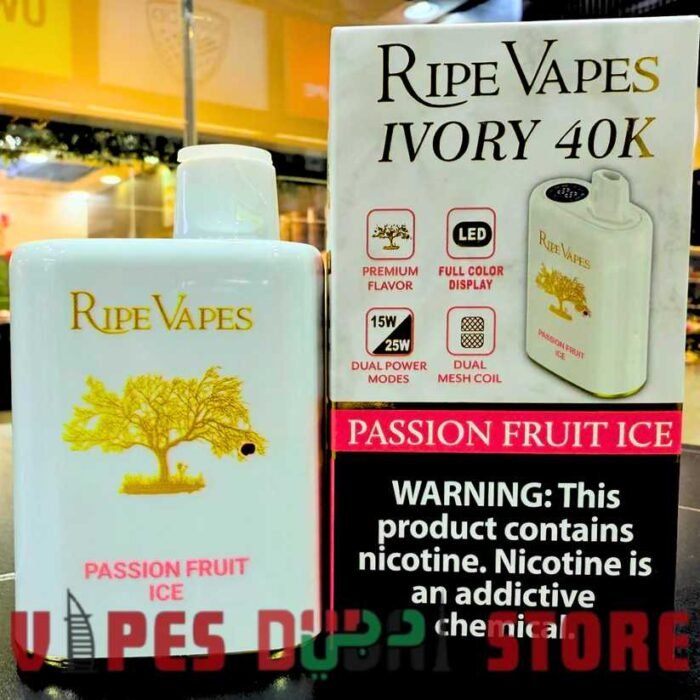 RIPE VAPES
PASSION FRUIT
ICE
RIPE VAPES
IVORY 40K
PREMIUM
FLAVOR
LED
FULL COLOR
DISPLAY
15W
25W
DUAL POWER
MODES
DUAL
MESH COIL
RIPE VAPES
PASSION FRUIT
ICE
PASSION FRUIT ICE
WARNING: This
product contains
nicotine. Nicotine is
an addictive
chemical.
VAPES DUBAI دبي STORE